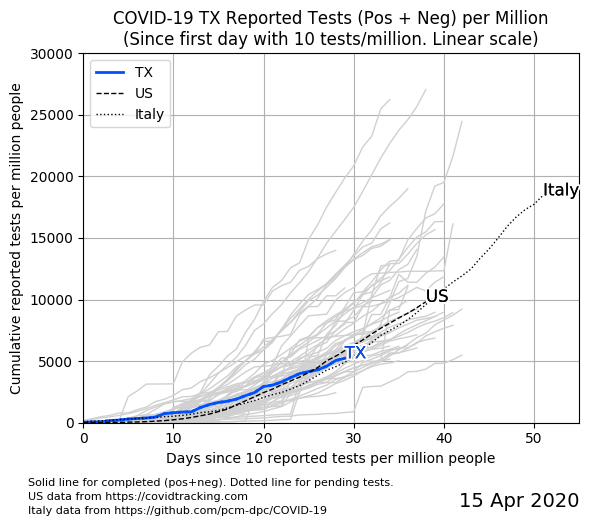 COVID-19 TX Reported Tests (Pos + Neg) per Million
(Since first day with 10 tests/million. Linear scale)
Cumulative reported tests per million people
30000
25000
20000
15000
10000
5000
0
TX
US
Italy
Italy
US
TX
0
10
20
30
40
50
Days since 10 reported tests per million people
Solid line for completed (pos+neg). Dotted line for pending tests.
US data from https://covidtracking.com
Italy data from https://github.com/pcm-dpc/COVID-19
15 Apr 2020